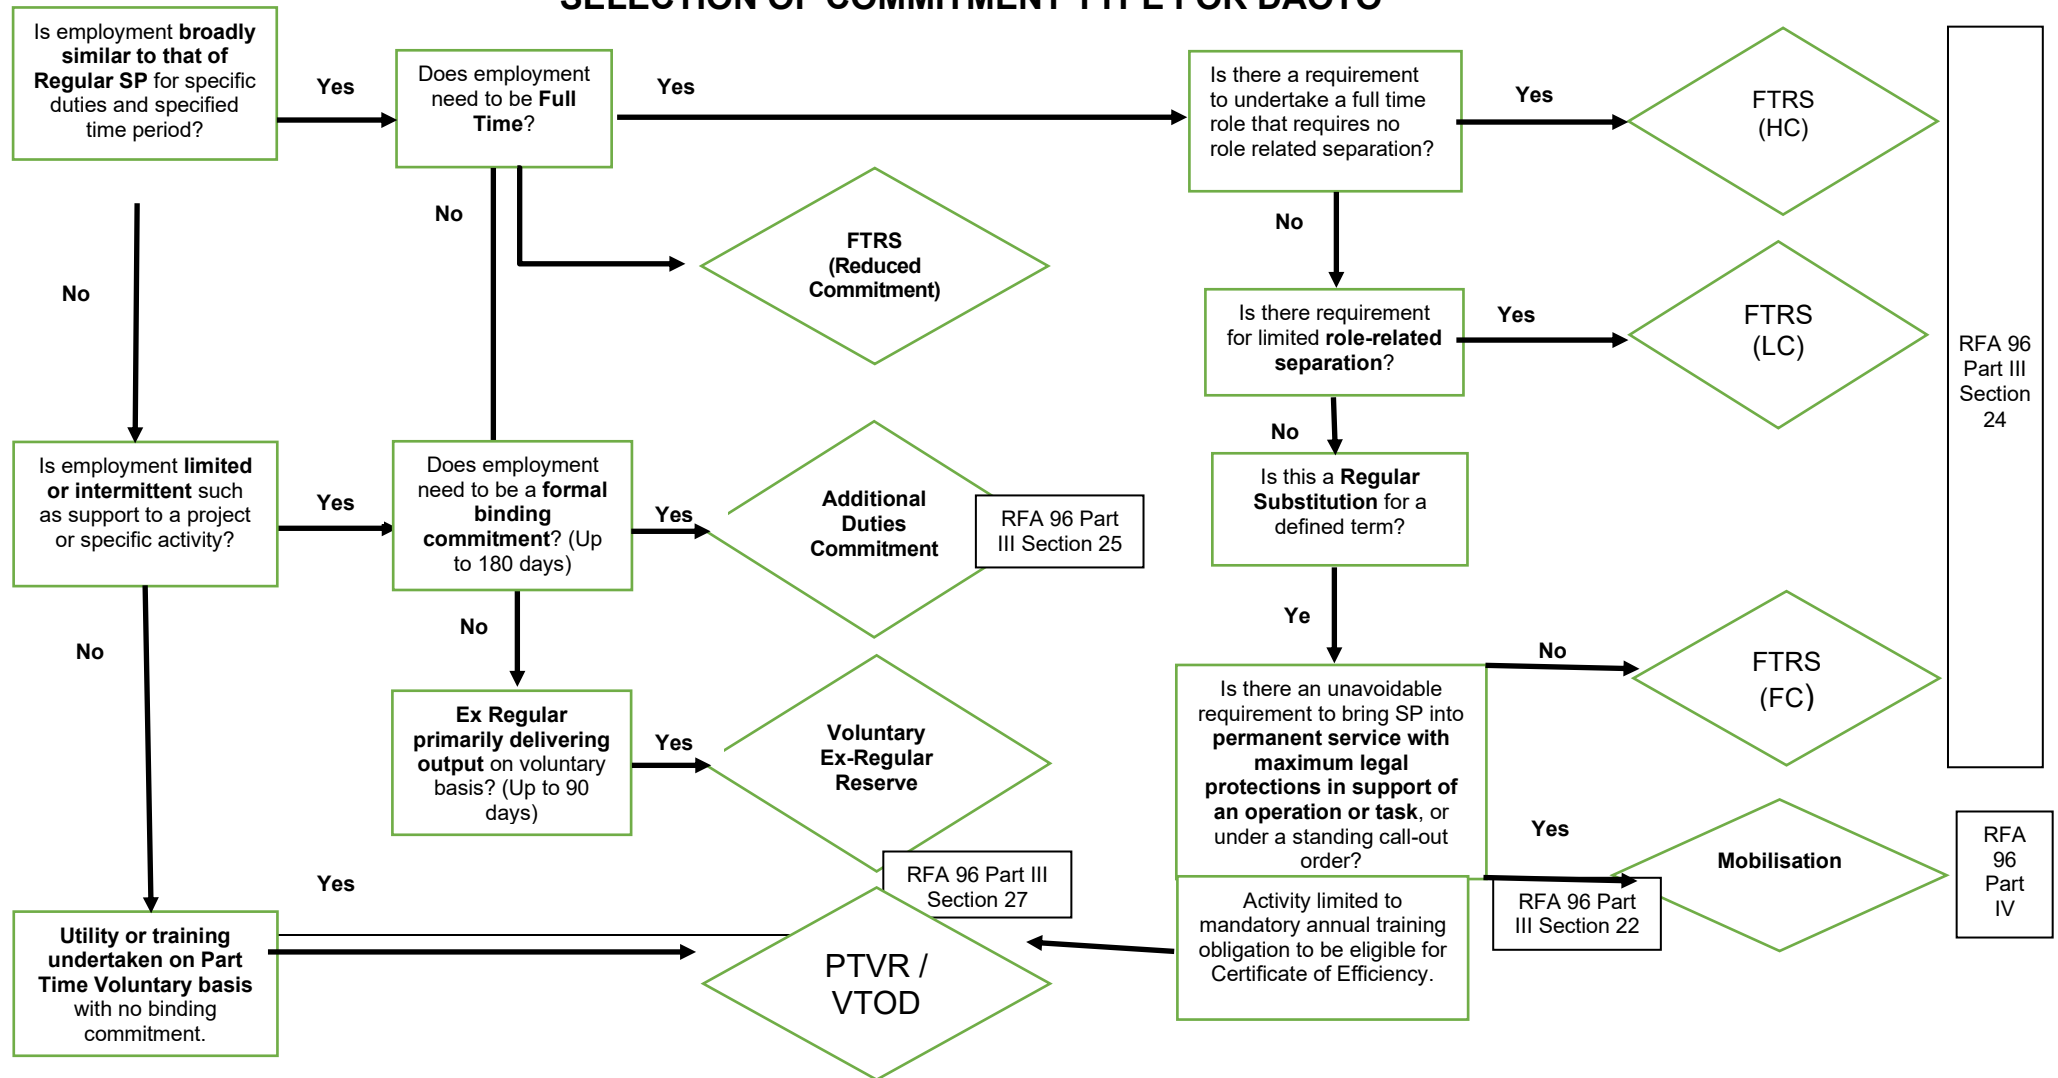 SELECTION OF COMMITMENT TYPE FOR DAOTO
Is employment broadly
similar to that of
Regular SP for specific
duties and specified
time period?
Yes
Does employment
need to be Full
Time?
Yes
Is there a requirement
to undertake a full time
role that requires no
role related separation?
Yes
FTRS
(HC)
No
No
FTRS
(Reduced
Commitment)
No
Is there requirement
for limited role-related
separation?
Yes
FTRS
(LC)
RFA 96
Part III
Section
24
No
Is employment limited
or intermittent such
as support to a project
or specific activity?
Yes
Does employment
need to be a formal
binding
commitment? (Up
to 180 days)
Yes
Additional
Duties
Commitment
RFA 96 Part
III Section 25
Is this a Regular
Substitution for a
defined term?
Ye
No
No
Ex Regular
primarily delivering
output on voluntary
basis? (Up to 90
days)
Yes
Voluntary
Ex-Regular
Reserve
RFA 96 Part III
Section 27
Is there an unavoidable
requirement to bring SP into
permanent service with
maximum legal
protections in support of
an operation or task, or
under a standing call-out
order?
No
FTRS
(FC)
Yes
Mobilisation
RFA
96
Part
IV
Yes
Utility or training
undertaken on Part
Time Voluntary basis
with no binding
commitment.
PTVR /
VTOD
Activity limited to
mandatory annual training
obligation to be eligible for
Certificate of Efficiency.
RFA 96 Part
III Section 22